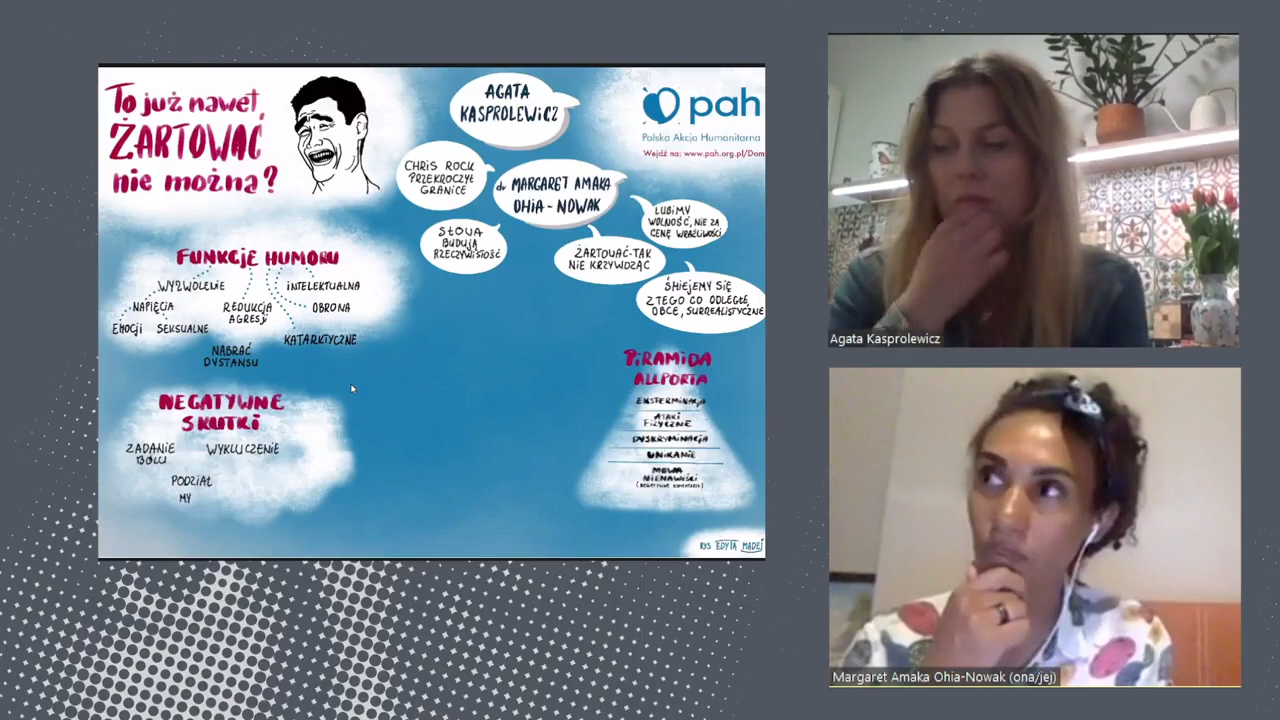 To już nawet
ŻARTOWAĆ
nie można?
AGATA
KASPROLEWICZ
pah
Polska Akcja Humanitarna
Wejdź na: www.pah.org.pl/Dom
CHRIS ROCK
PRZEKROCZYŁ
GRANICE
dr MARGARET AMAKA
OHIA-NOWAK
LUBIMY
WOLNOŚĆ, NIE ZA
CENĘ WRAŻLIWOŚCI
SŁOWA
BUDUJĄ
RZECZYWISTOŚĆ
ŻARTOWAĆ-TAK
NIE KRZYWDZĄC
ŚMIEJEMY SIĘ
Z TEGO CO ODLEGŁE,
OBCE, SURREALISTYCZNE
FUNKCJE HUMORU
WYZWOLENIE
INTELEKTUALNA
NAPIĘCIA
REDUKCJA
AGRESJI
OBRONA
EMOCJI
SEKSUALNE
KATARKTYCZNE
NABRAĆ
DYSTANSU
NEGATYWNE
SKUTKI
ZADANIE
BÓLU
WYKLUCZENIE
PODZIAŁ
MY
PIRAMIDA
ALLPORTA
EKSTERMINACJA
ATAKI
FIZYCZNE
DYSKRYMINACJA
UNIKANIE
MOWA
NIENAWIŚCI
(NEGATYWNE KOMENTARZE)
RYS EDYTA MADEJ
Agata Kasprolewicz
Margaret Amaka Ohia-Nowak (ona/jej)